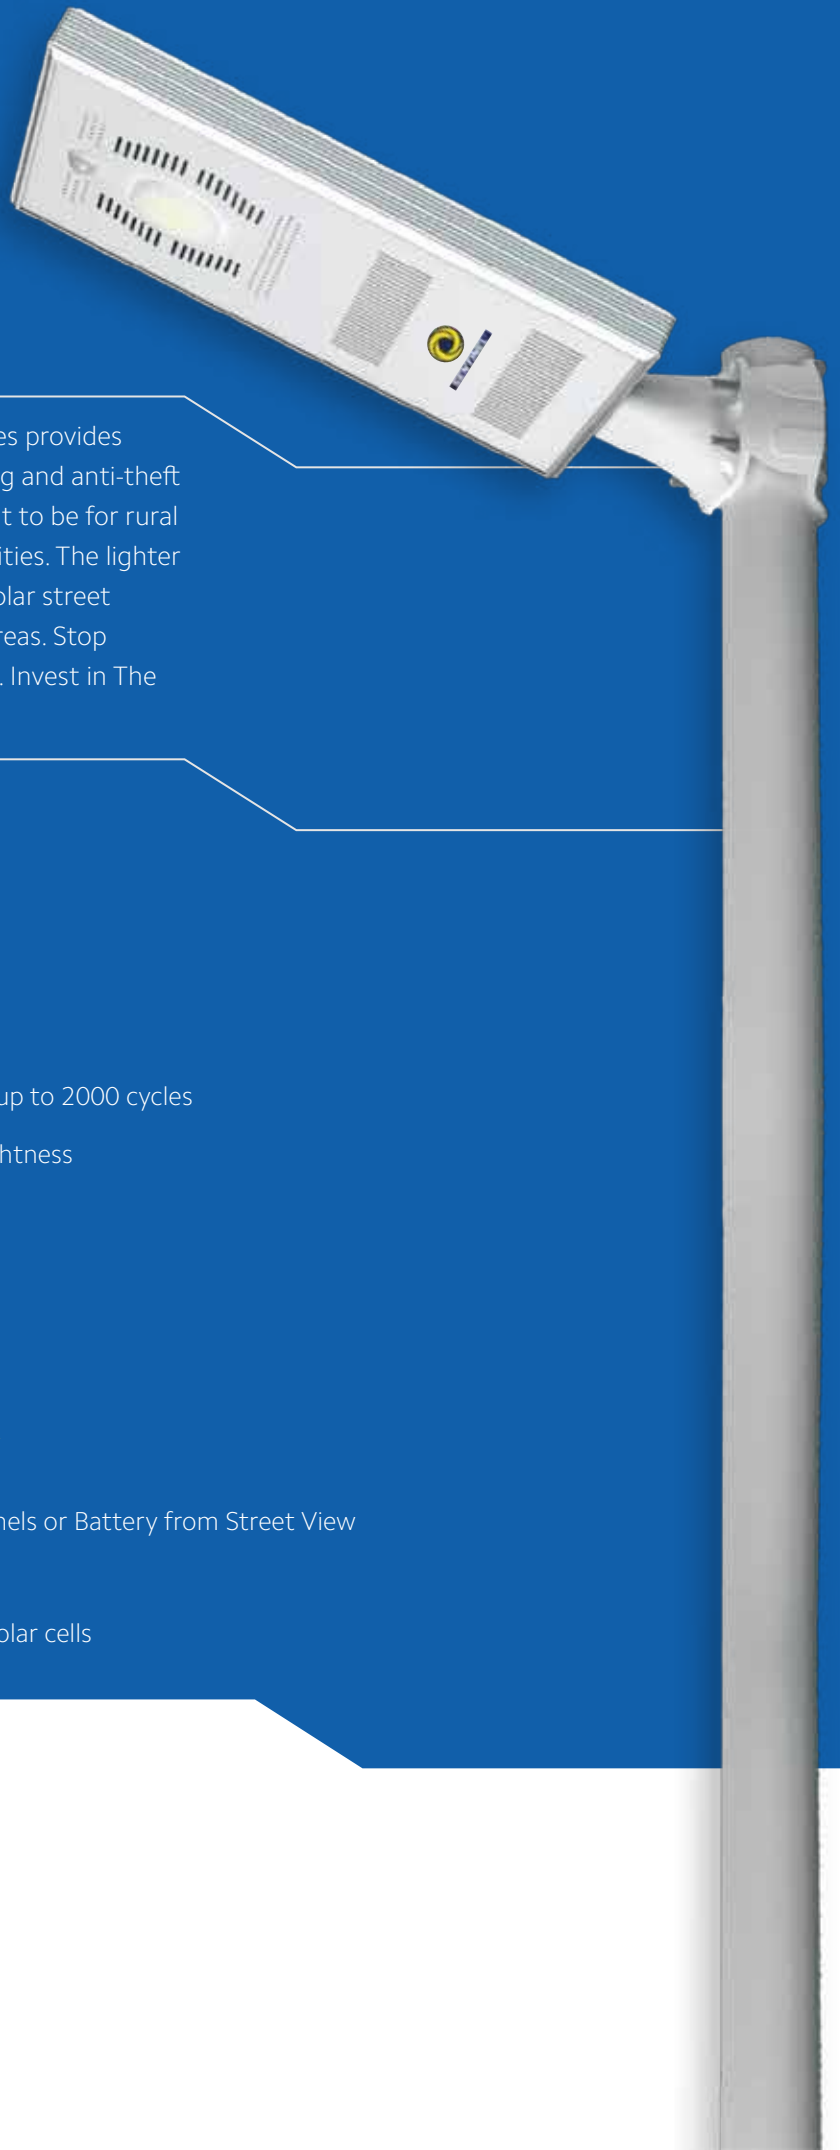 es provides
g and anti-theft
t to be for rural
ities. The lighter
olar street
reas. Stop
. Invest in The
up to 2000 cycles
htness
nels or Battery from Street View
olar cells